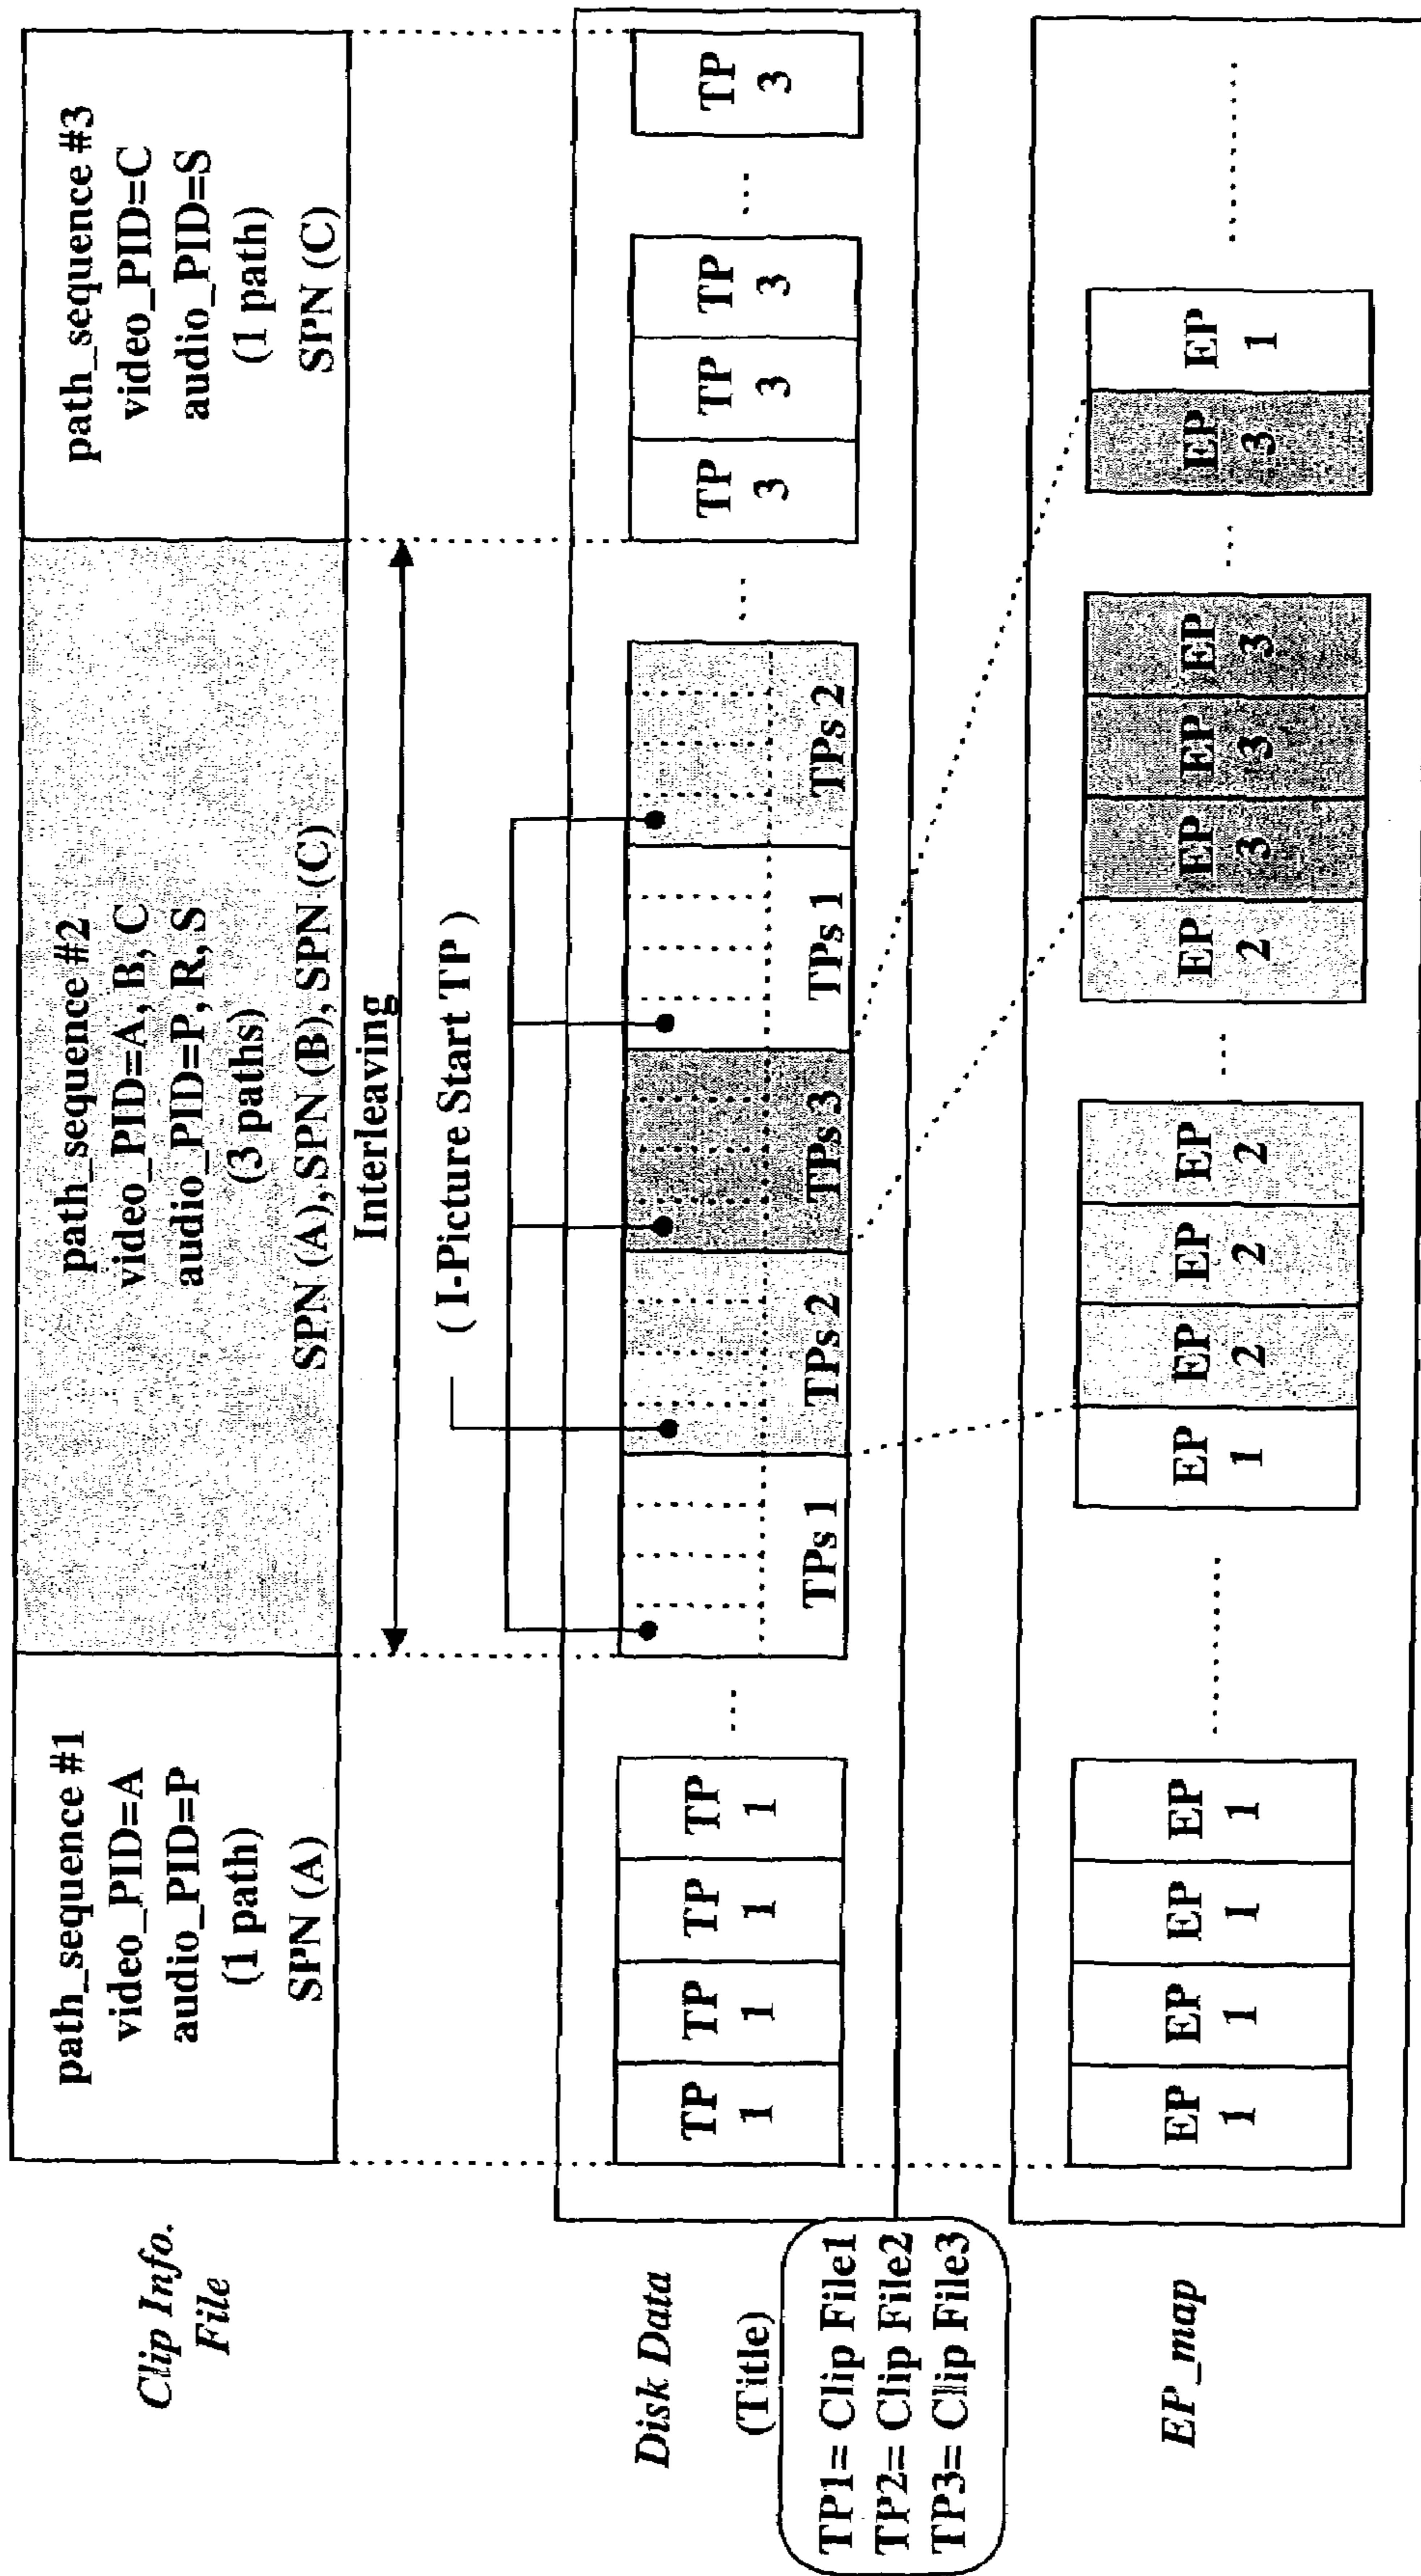 Clip Info.
File
path_sequence #1
video_PID=A
audio_PID=P
(1 path)
SPN (A)
path_sequence #2
video_PID=A, B, C
audio_PID=P, R, S
(3 paths)
SPN (A), SPN (B), SPN (C)
path_sequence #3
video_PID=C
audio_PID=S
(1 path)
SPN (C)
Interleaving
( I-Picture Start TP )
Disk Data
(Title)
TP1= Clip File1
TP2= Clip File2
TP3= Clip File3
TP
1
TP
1
TP
1
TP
1
...
TPs 1
TPs 2
TPs 3
TPs 1
TPs 2
...
TP
3
TP
3
TP
3
...
TP
3
EP_map
EP
1
EP
1
EP
1
EP
1
........
EP
1
EP
2
EP
2
EP
2
...
EP
2
EP
3
EP
3
EP
3
...
EP
3
EP
1
........